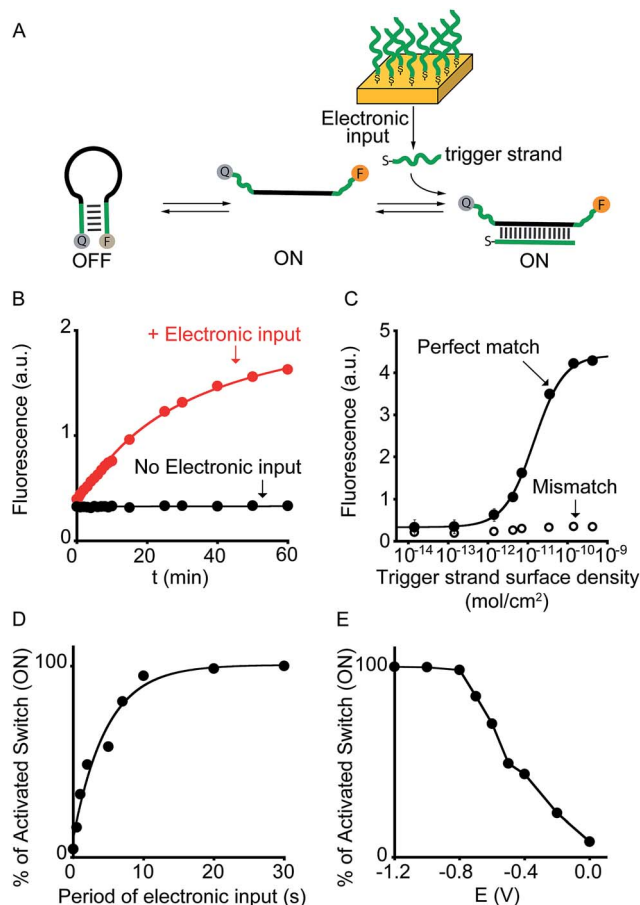 A
S S S S S S S
Electronic
input
S
trigger strand
Q
F
Q F
OFF
ON
Q
F
S
ON
B
2
1
0
Fluorescence (a.u.)
+ Electronic input
No Electronic input
0 20 40 60
t (min)
C
5
4
3
2
1
0
Fluorescence (a.u.)
Perfect match
Mismatch
10⁻¹⁴ 10⁻¹³ 10⁻¹² 10⁻¹¹ 10⁻¹⁰ 10⁻⁹
Trigger strand surface density
(mol/cm²)
D
100
0
% of Activated Switch (ON)
0 10 20 30
Period of electronic input (s)
E
100
0
% of Activated Switch (ON)
-1.2 -0.8 -0.4 0.0
E (V)